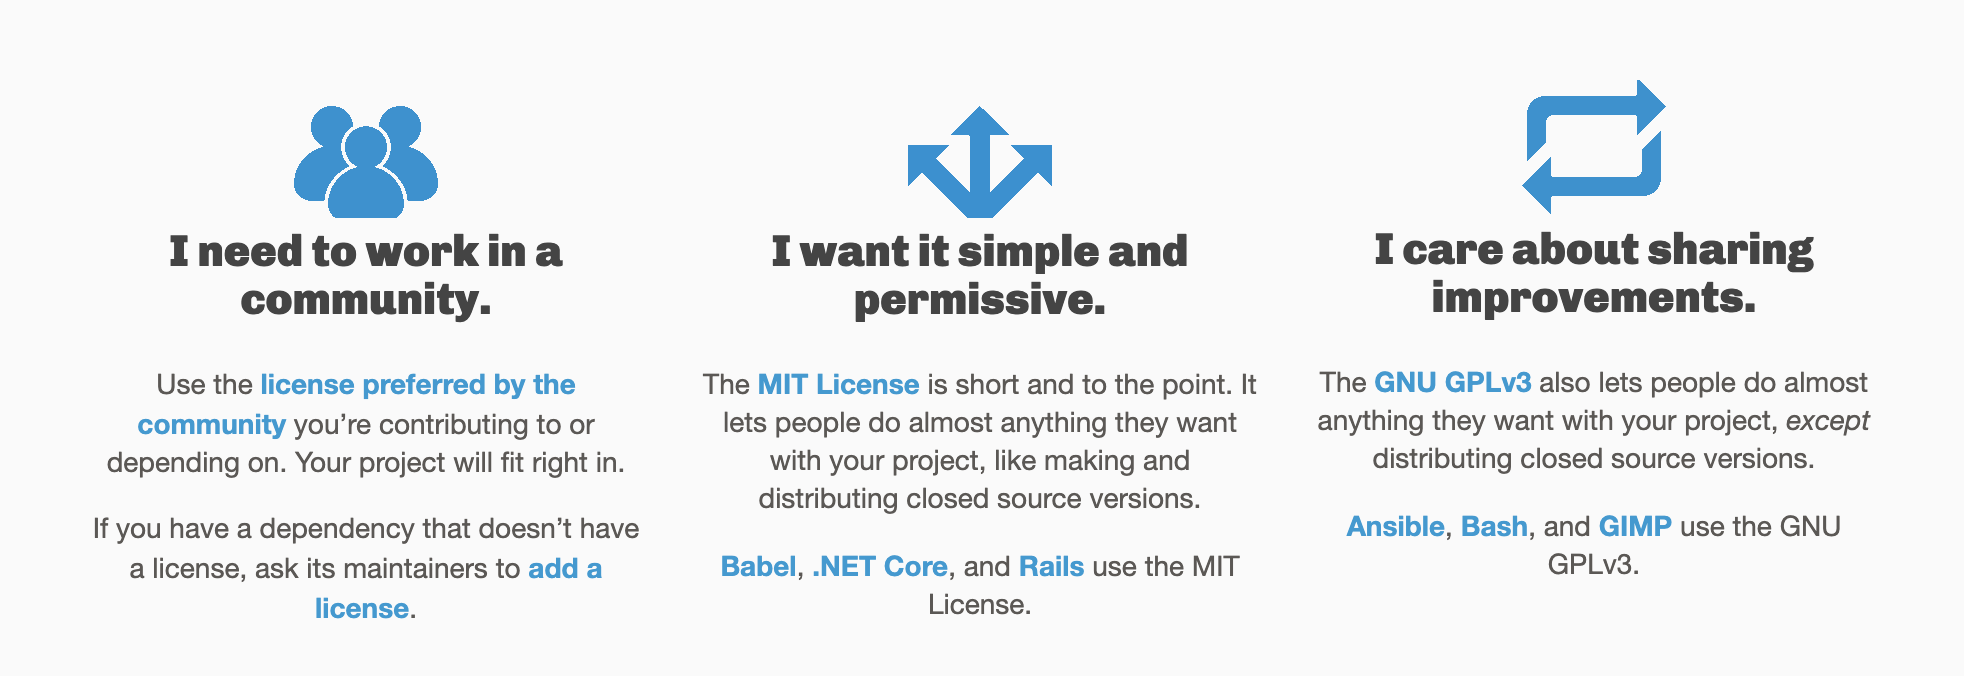 I need to work in a
community.
Use the license preferred by the
community you’re contributing to or
depending on. Your project will fit right in.
If you have a dependency that doesn’t have
a license, ask its maintainers to add a
license.
I want it simple and
permissive.
The MIT License is short and to the point. It
lets people do almost anything they want
with your project, like making and
distributing closed source versions.
Babel, .NET Core, and Rails use the MIT
License.
I care about sharing
improvements.
The GNU GPLv3 also lets people do almost
anything they want with your project, except
distributing closed source versions.
Ansible, Bash, and GIMP use the GNU
GPLv3.